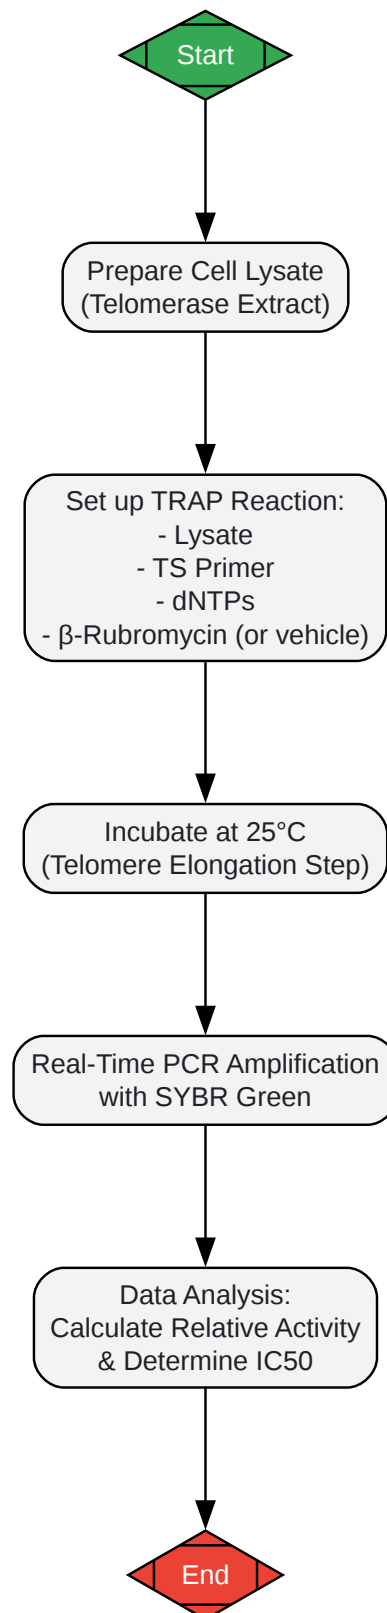 Start
Prepare Cell Lysate
(Telomerase Extract)
Set up TRAP Reaction:
- Lysate
- TS Primer
- dNTPs
- β-Rubromycin (or vehicle)
Incubate at 25°C
(Telomere Elongation Step)
Real-Time PCR Amplification
with SYBR Green
Data Analysis:
Calculate Relative Activity
& Determine IC50
End